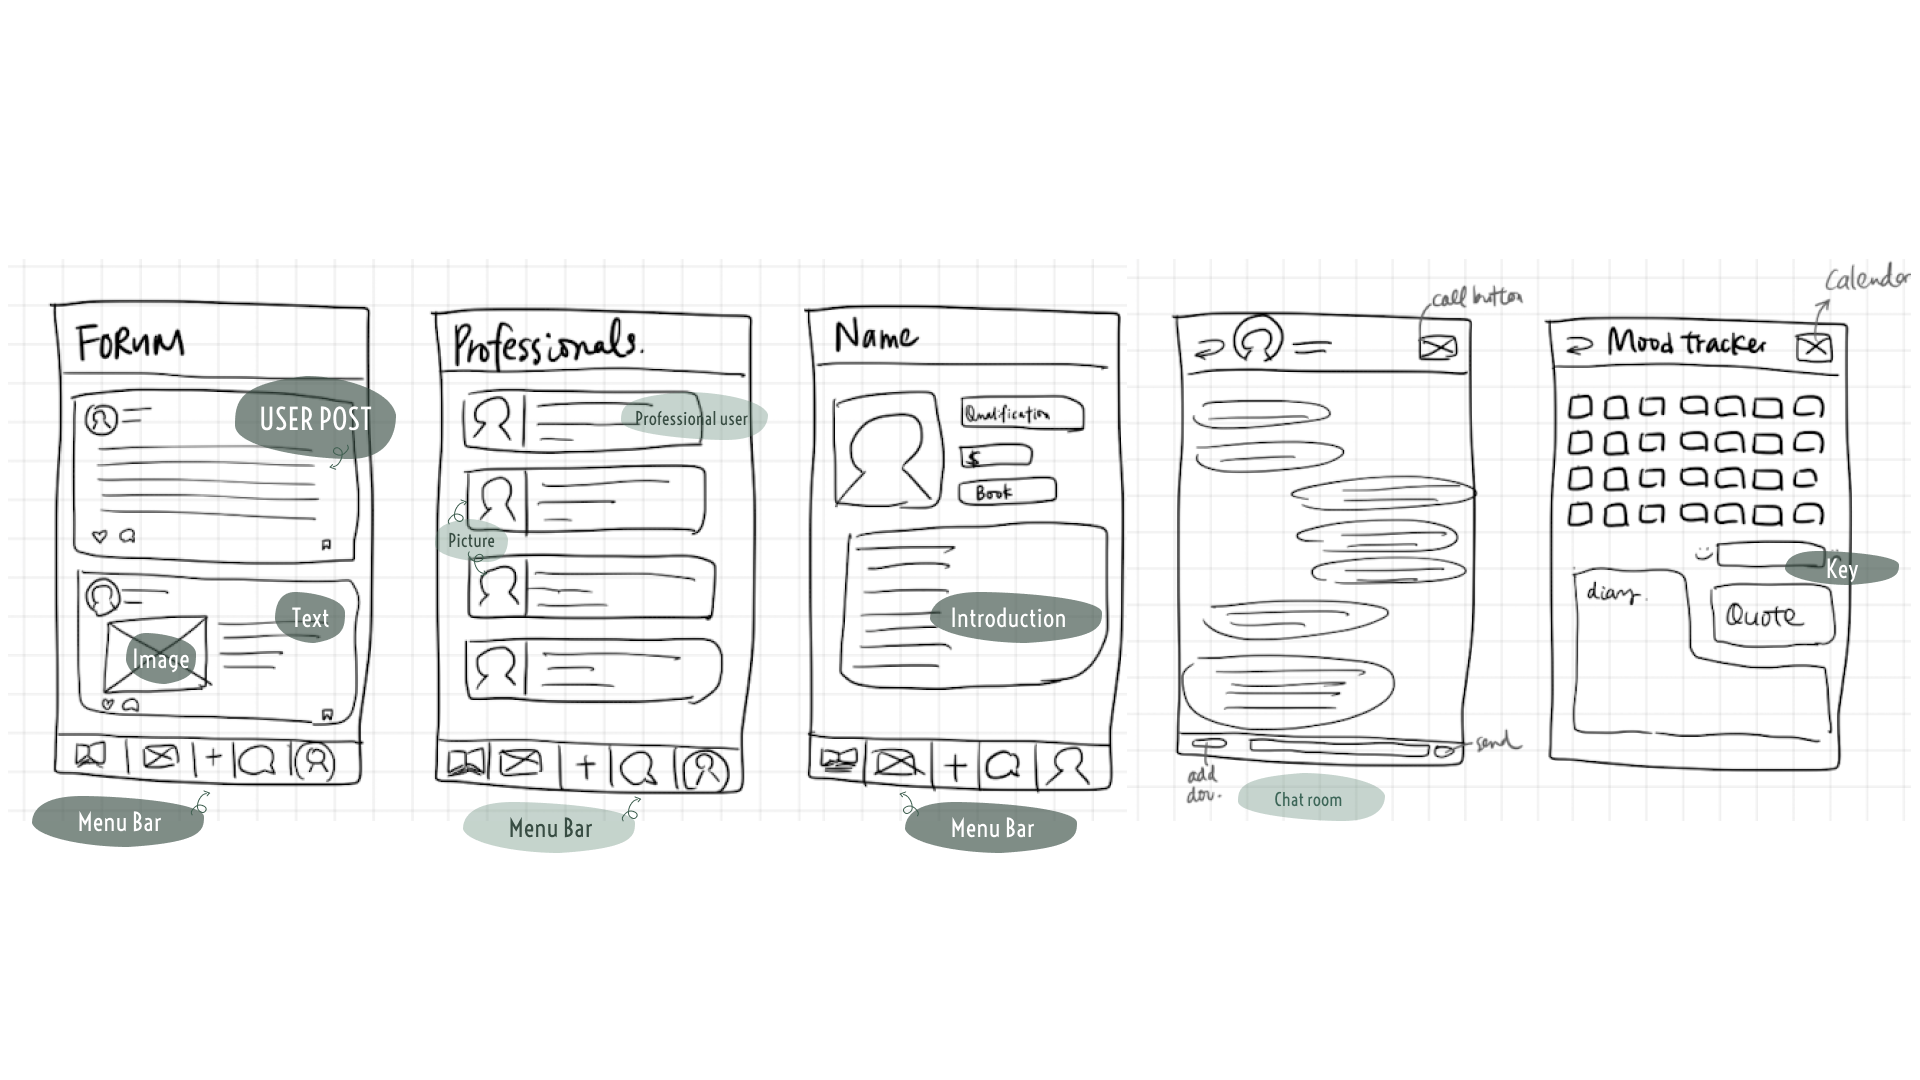 FORUM
USER POST
Text
Image
Menu Bar
Professionals.
Professional user
Picture
Menu Bar
Name
Qualification
$
Book
Introduction
Menu Bar
call button
send
add
Chat room
Calendar
Mood tracker
Key
diary.
Quote